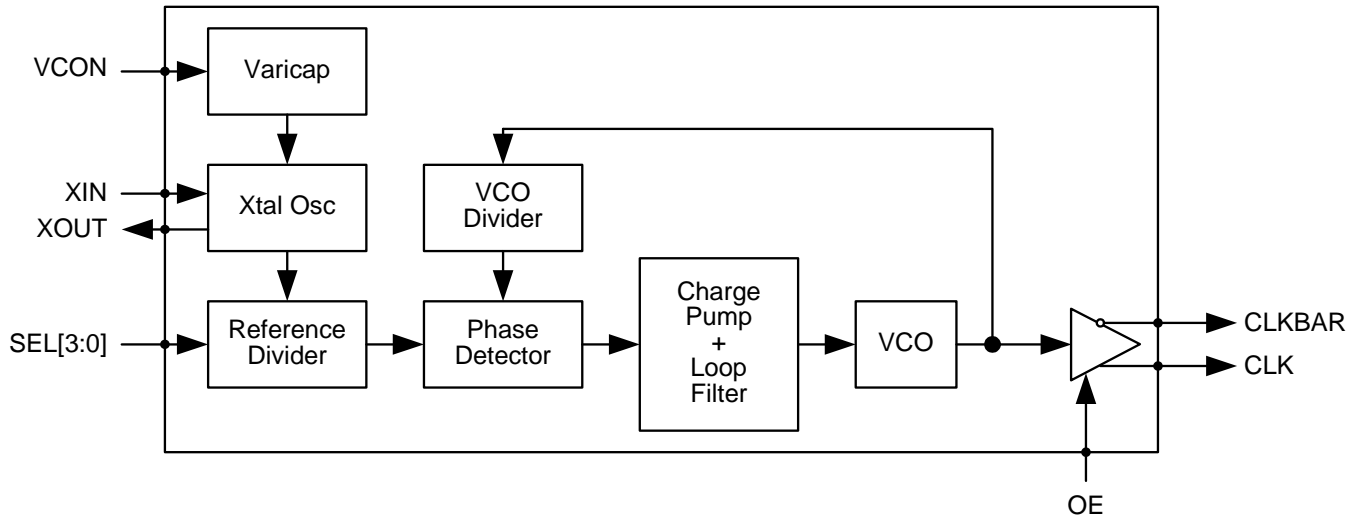 VCON
Varicap
XIN
XOUT
Xtal Osc
VCO
Divider
SEL[3:0]
Reference
Divider
Phase
Detector
Charge
Pump
+
Loop
Filter
VCO
CLKBAR
CLK
OE